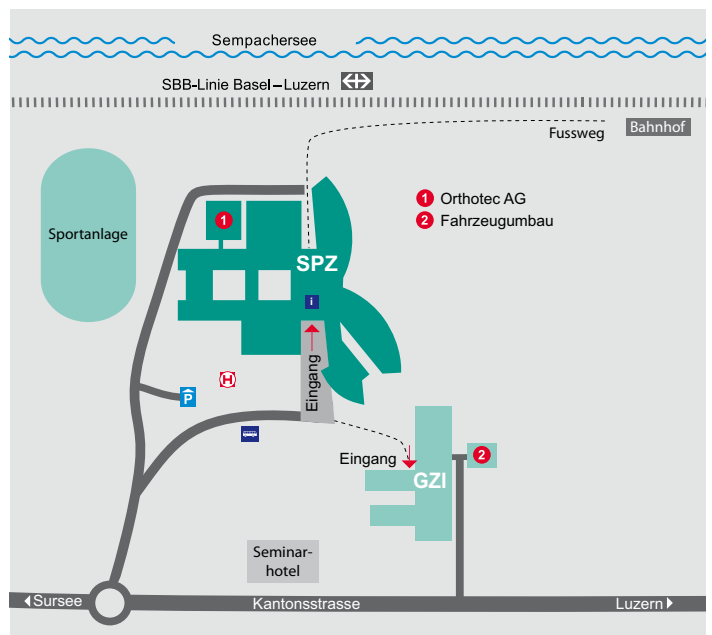 Sempachersee
SBB-Linie Basel–Luzern
Fussweg
Bahnhof
1 Orthotec AG
2 Fahrzeugumbau
Sportanlage
1
SPZ
i
Eingang
H
P
Eingang
GZI
2
Seminar-
hotel
Sursee
Kantonsstrasse
Luzern